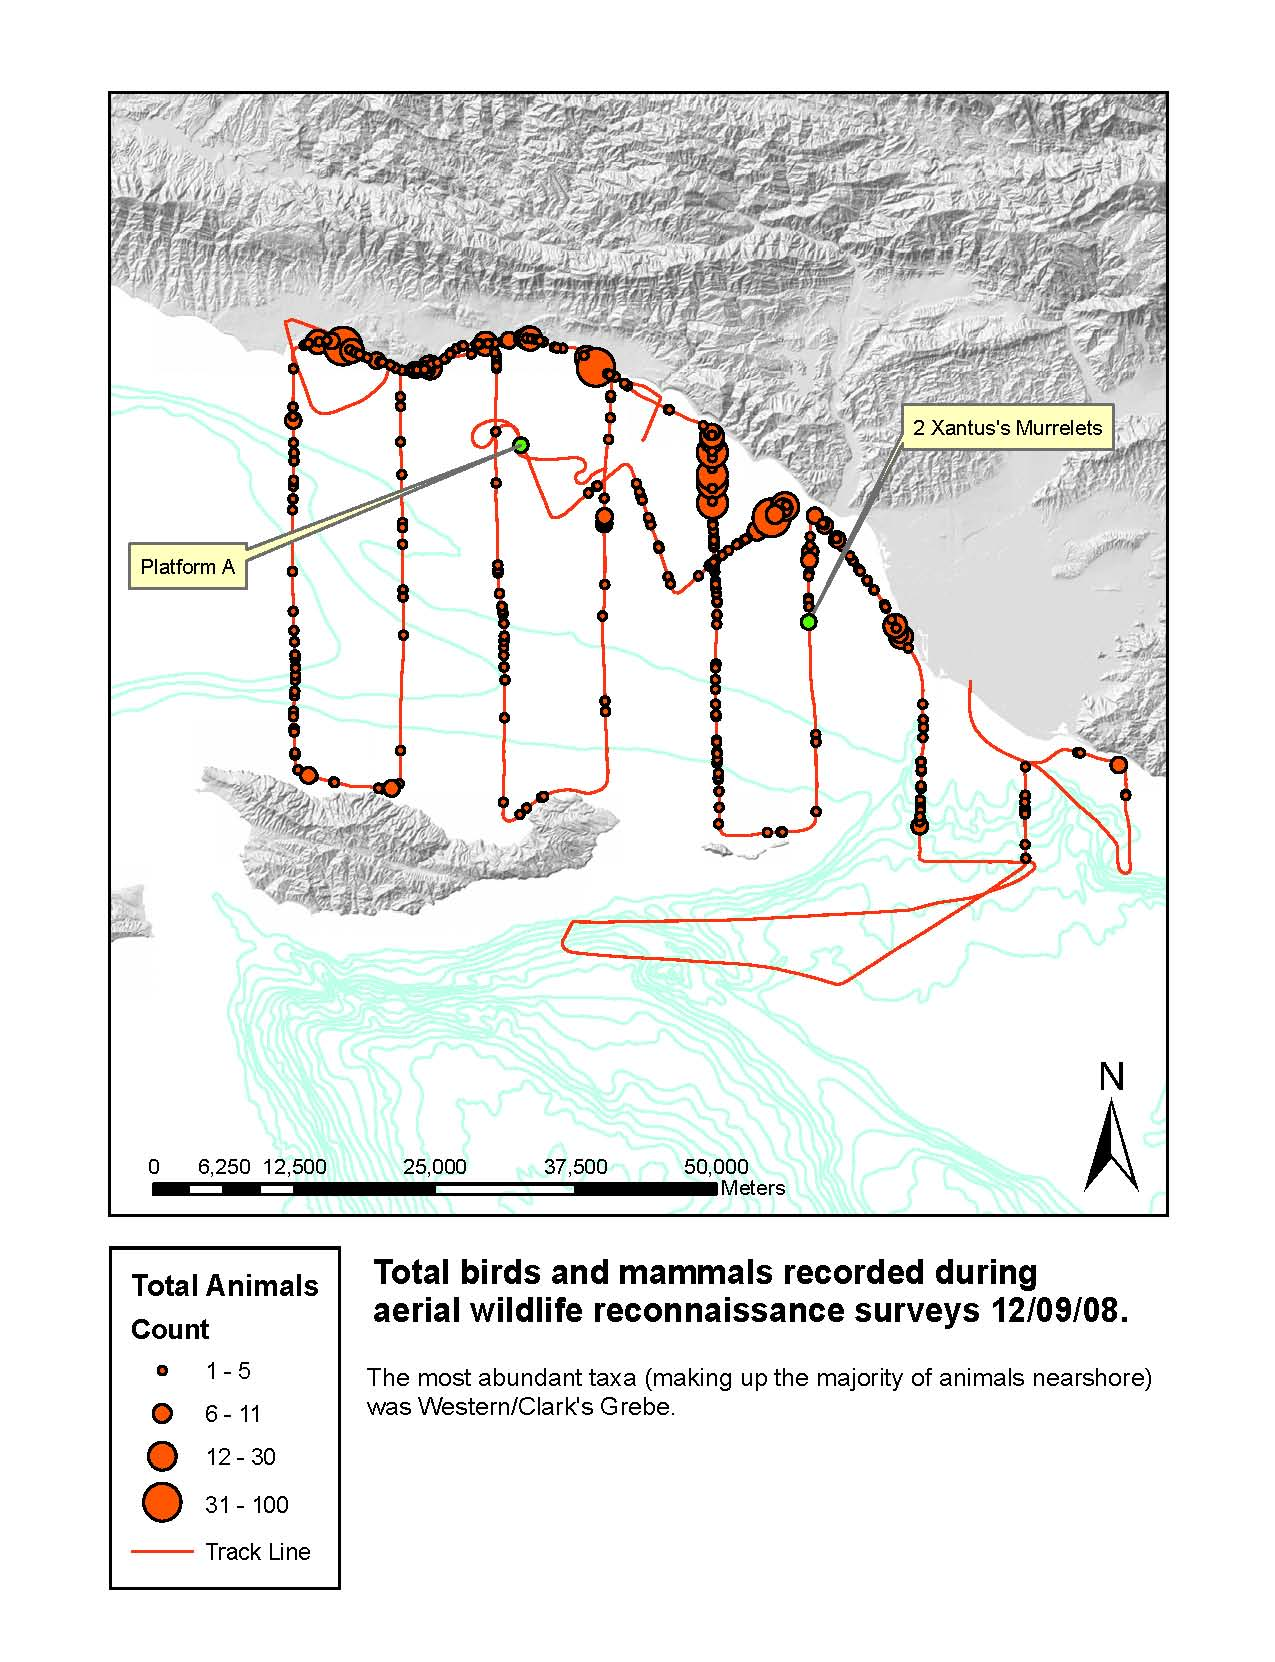 2 Xantus's Murrelets
Platform A
N
0 6,250 12,500 25,000 37,500 50,000
Meters
Total Animals
Count
1 - 5
6 - 11
12 - 30
31 - 100
Track Line
Total birds and mammals recorded during
aerial wildlife reconnaissance surveys 12/09/08.
The most abundant taxa (making up the majority of animals nearshore)
was Western/Clark's Grebe.